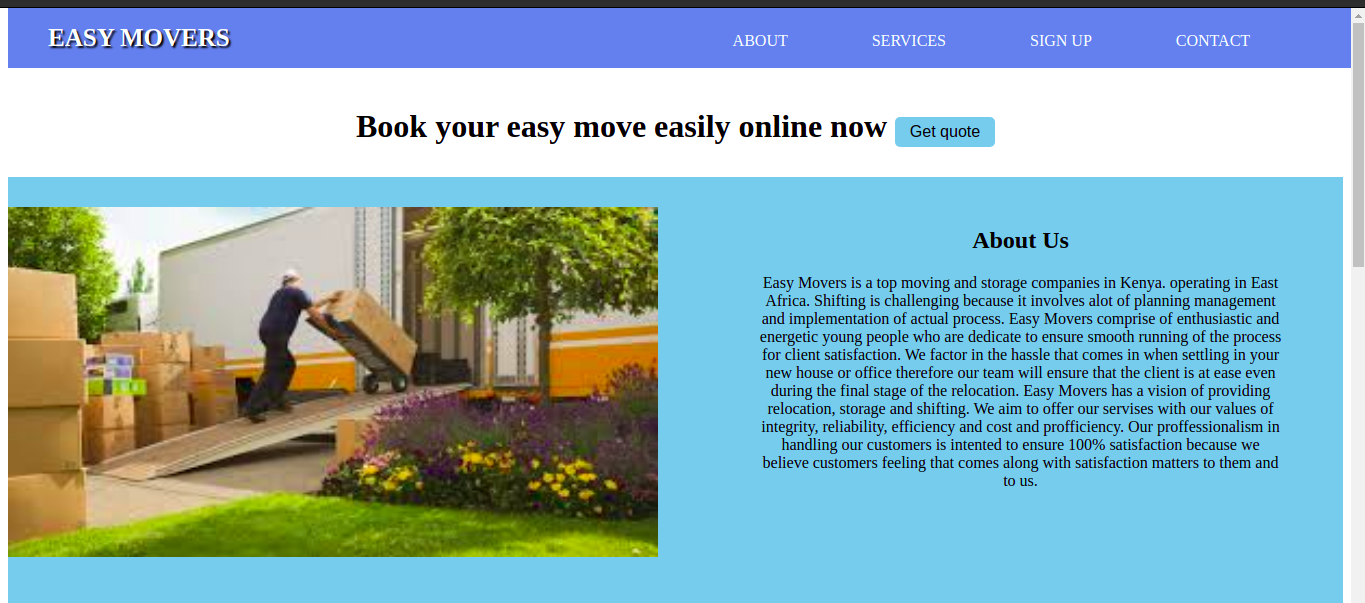 EASY MOVERS
ABOUT SERVICES SIGN UP CONTACT
Book your easy move easily online now Get quote
About Us
Easy Movers is a top moving and storage companies in Kenya. operating in East
Africa. Shifting is challenging because it involves alot of planning management
and implementation of actual process. Easy Movers comprise of enthusiastic and
energetic young people who are dedicate to ensure smooth running of the process
for client satisfaction. We factor in the hassle that comes in when settling in your
new house or office therefore our team will ensure that the client is at ease even
during the final stage of the relocation. Easy Movers has a vision of providing
relocation, storage and shifting. We aim to offer our servises with our values of
integrity, reliability, efficiency and cost and profficiency. Our proffessionalism in
handling our customers is intented to ensure 100% satisfaction because we
believe customers feeling that comes along with satisfaction matters to them and
to us.